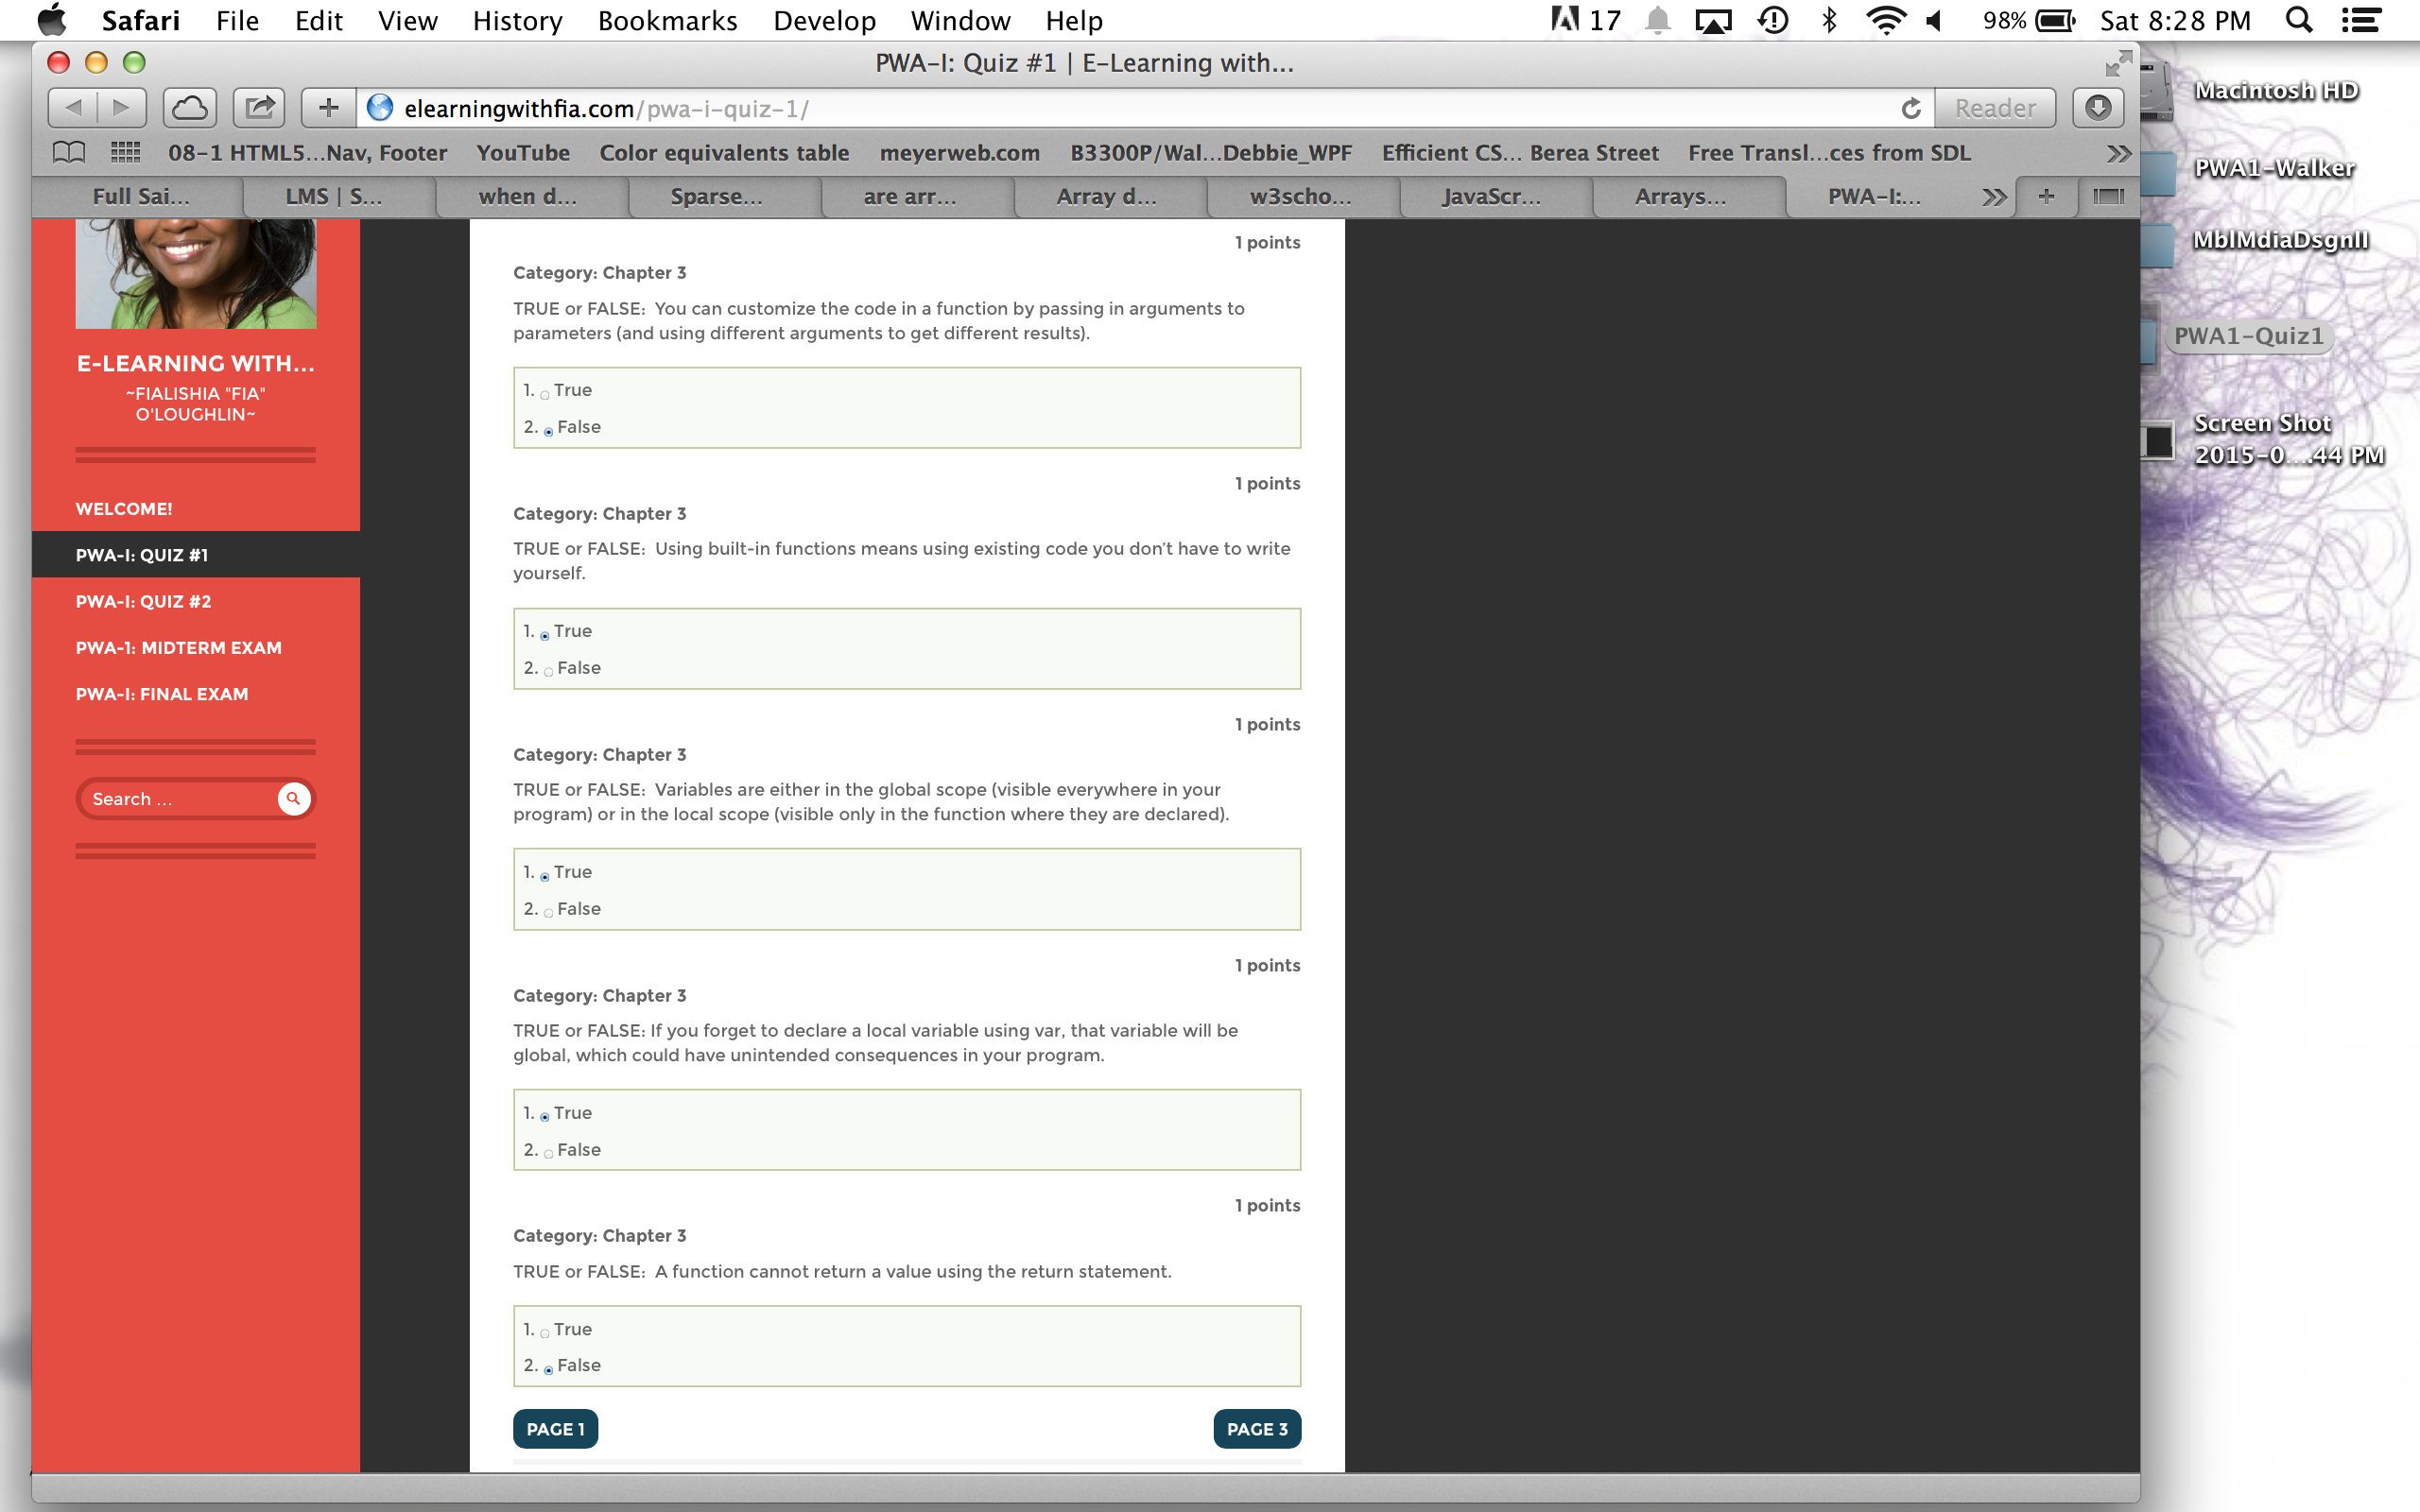 Safari File Edit View History Bookmarks Develop Window Help 17 98% Sat 8:28 PM
PWA-I: Quiz #1 | E-Learning with...
elearningwithfia.com/pwa-i-quiz-1/ Reader
08-1 HTML5...Nav, Footer YouTube Color equivalents table meyerweb.com B3300P/Wal...Debbie_WPF Efficient CS... Berea Street Free Transl...ces from SDL
Full Sai... LMS | S... when d... Sparse... are arr... Array d... w3scho... JavaScr... Arrays... PWA-I:...
E-LEARNING WITH...
~FIALISHIA "FIA"
O'LOUGHLIN~
WELCOME!
PWA-I: QUIZ #1
PWA-I: QUIZ #2
PWA-1: MIDTERM EXAM
PWA-I: FINAL EXAM
Search ...
1 points
Category: Chapter 3
TRUE or FALSE:  You can customize the code in a function by passing in arguments to
parameters (and using different arguments to get different results).
1. True
2. False
1 points
Category: Chapter 3
TRUE or FALSE:  Using built-in functions means using existing code you don't have to write
yourself.
1. True
2. False
1 points
Category: Chapter 3
TRUE or FALSE:  Variables are either in the global scope (visible everywhere in your
program) or in the local scope (visible only in the function where they are declared).
1. True
2. False
1 points
Category: Chapter 3
TRUE or FALSE: If you forget to declare a local variable using var, that variable will be
global, which could have unintended consequences in your program.
1. True
2. False
1 points
Category: Chapter 3
TRUE or FALSE:  A function cannot return a value using the return statement.
1. True
2. False
PAGE 1 PAGE 3
Macintosh HD
PWA1-Walker
MblMdiaDsgnII
PWA1-Quiz1
Screen Shot
2015-0....44 PM